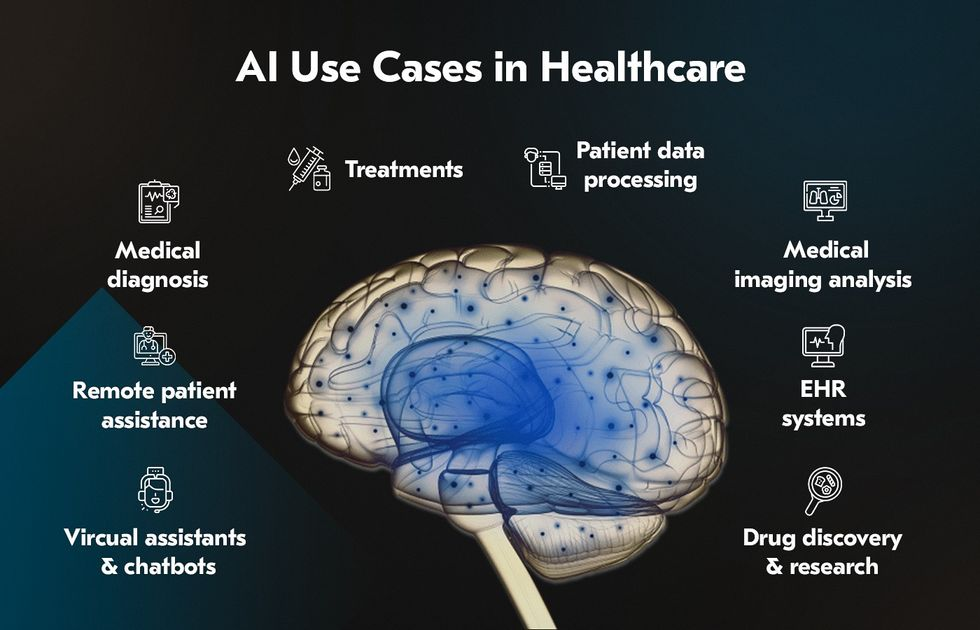 AI Use Cases in Healthcare
Treatments
Patient data
processing
Medical
diagnosis
Medical
imaging analysis
Remote patient
assistance
EHR
systems
Vircual assistants
& chatbots
Drug discovery
& research